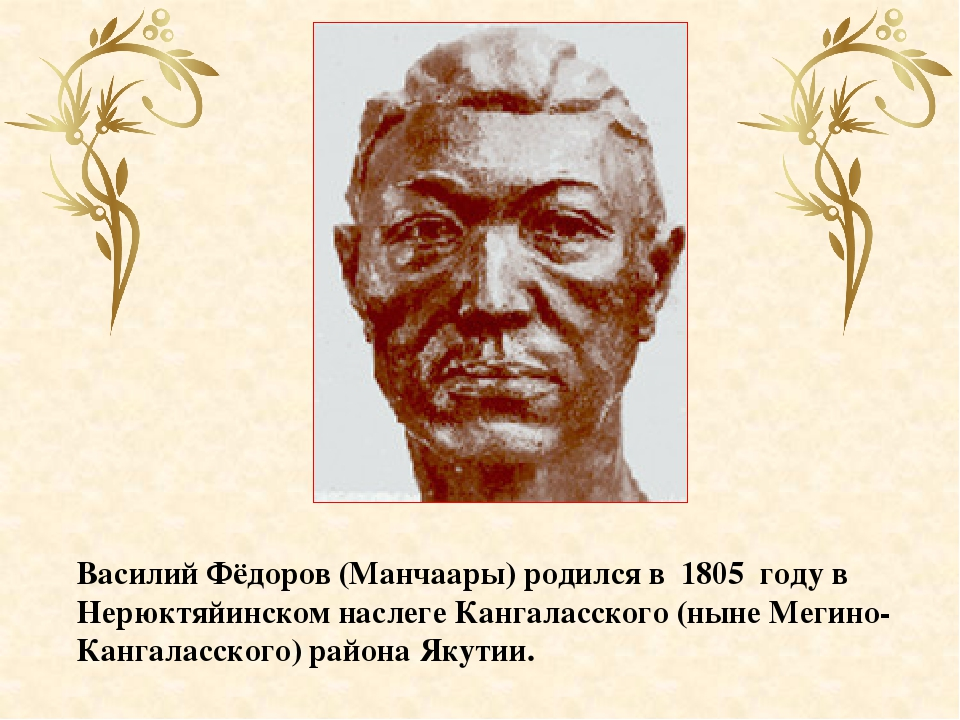 Василий Фёдоров (Манчаары) родился в 1805 году в
Нерюктяйинском наслеге Кангаласского (ныне Мегино-
Кангаласского) района Якутии.